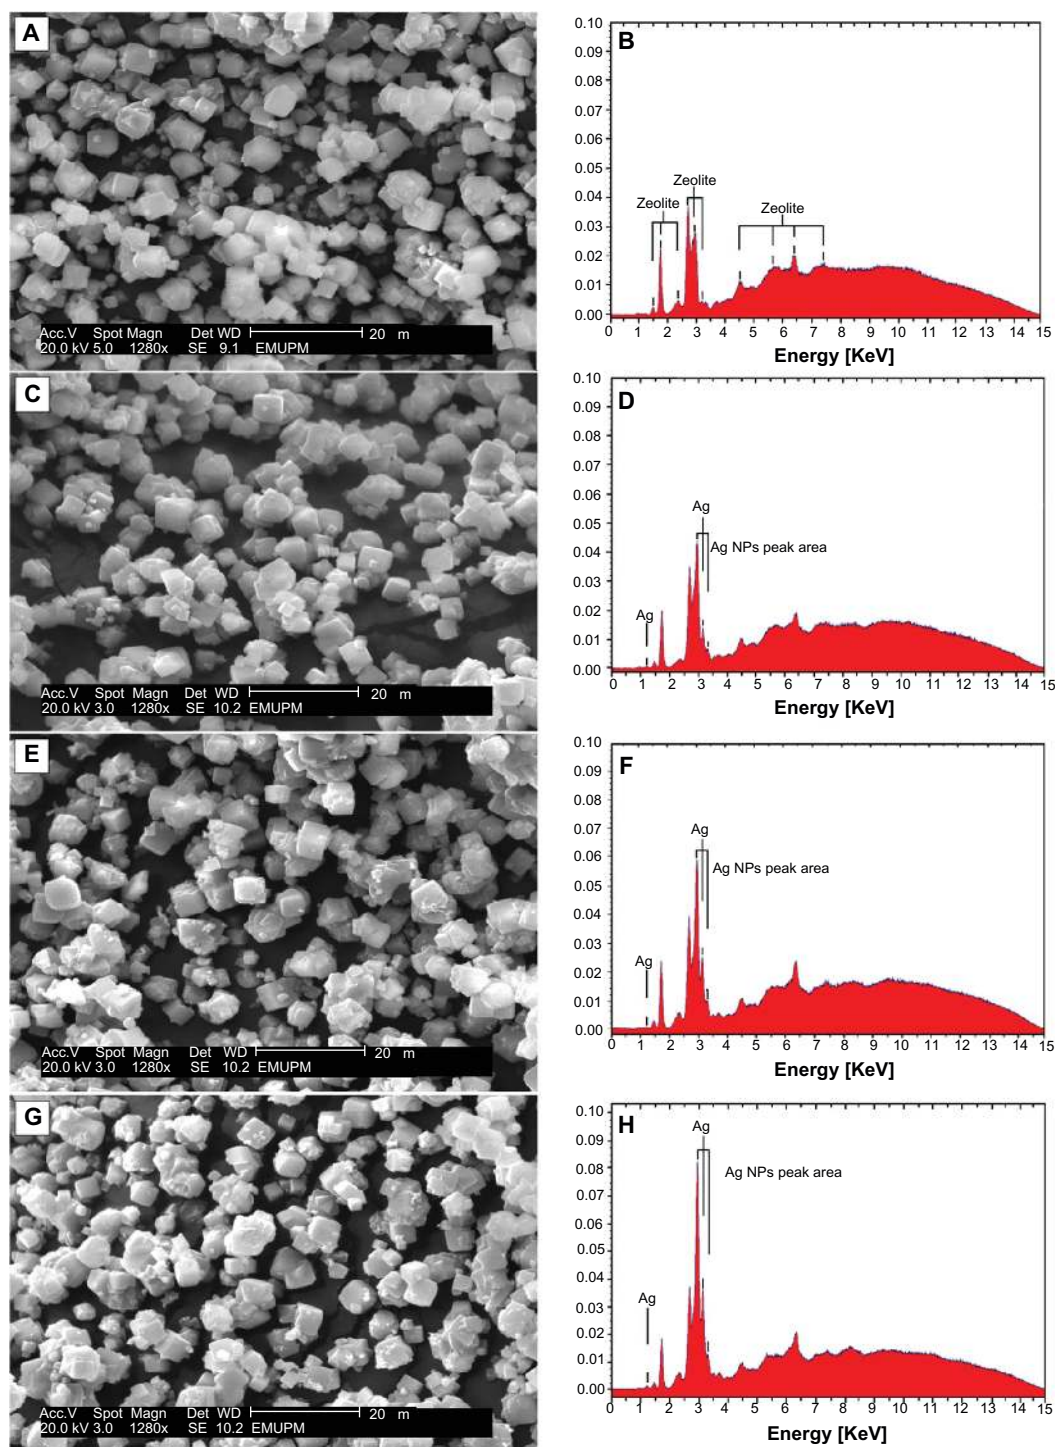 A
Acc.V Spot Magn Det WD 20 m
20.0 kV 5.0 1280x SE 9.1 EMUPM
B
0.10
0.09
0.08
0.07
0.06
0.05
0.04
0.03
0.02
0.01
0.00
Zeolite
Zeolite
Zeolite
0 1 2 3 4 5 6 7 8 9 10 11 12 13 14 15
Energy [KeV]
C
Acc.V Spot Magn Det WD 20 m
20.0 kV 3.0 1280x SE 10.2 EMUPM
D
0.10
0.09
0.08
0.07
0.06
0.05
0.04
0.03
0.02
0.01
0.00
Ag
Ag NPs peak area
Ag
0 1 2 3 4 5 6 7 8 9 10 11 12 13 14 15
Energy [KeV]
E
Acc.V Spot Magn Det WD 20 m
20.0 kV 3.0 1280x SE 10.2 EMUPM
F
0.10
0.09
0.08
0.07
0.06
0.05
0.04
0.03
0.02
0.01
0.00
Ag
Ag NPs peak area
Ag
0 1 2 3 4 5 6 7 8 9 10 11 12 13 14 15
Energy [KeV]
G
Acc.V Spot Magn Det WD 20 m
20.0 kV 3.0 1280x SE 10.2 EMUPM
H
0.10
0.09
0.08
0.07
0.06
0.05
0.04
0.03
0.02
0.01
0.00
Ag
Ag NPs peak area
Ag
0 1 2 3 4 5 6 7 8 9 10 11 12 13 14 15
Energy [KeV]